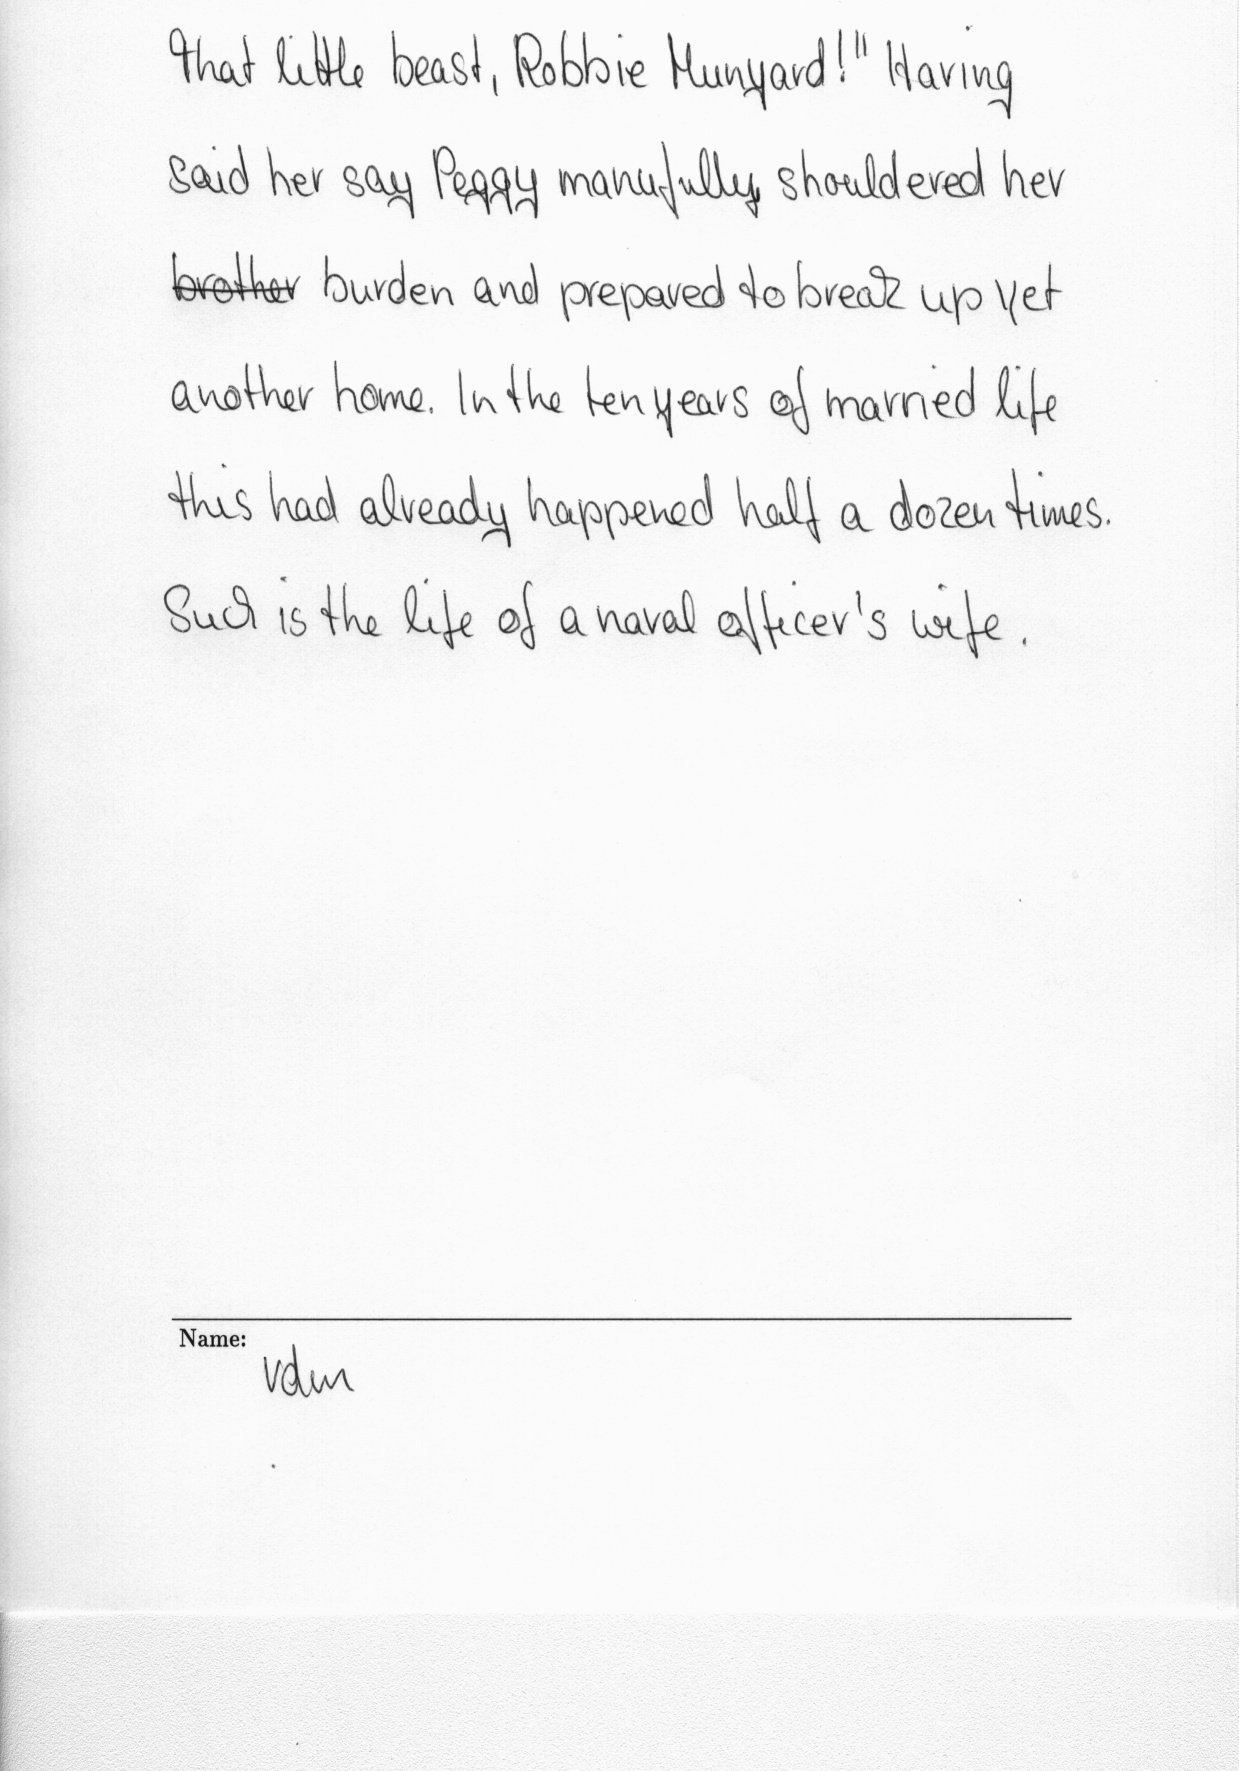 that little beast, Robbie Munyard!" Having
said her say Peggy manufully shouldered her
brother burden and prepared to break up yet
another home. In the ten years of married life
this had already happened half a dozen times.
Such is the life of a naval officer's wife.
Name:
vdm